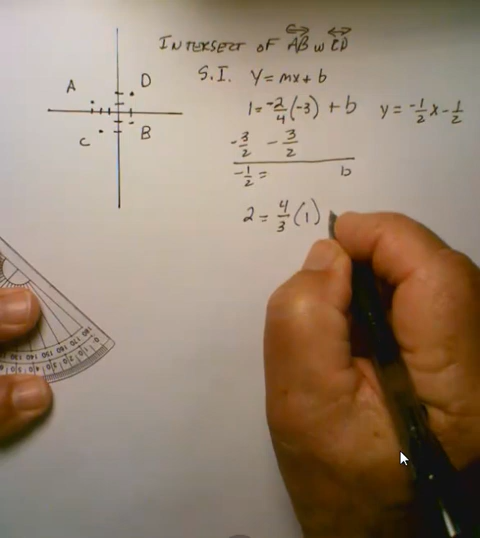 INTERSECT OF AB W CD
S.I. Y=mx+b
A
D
1=-2/4(-3)+b y=-1/2x-1/2
C
B
-3/2 -3/2
-1/2= b
2=4/3(1)